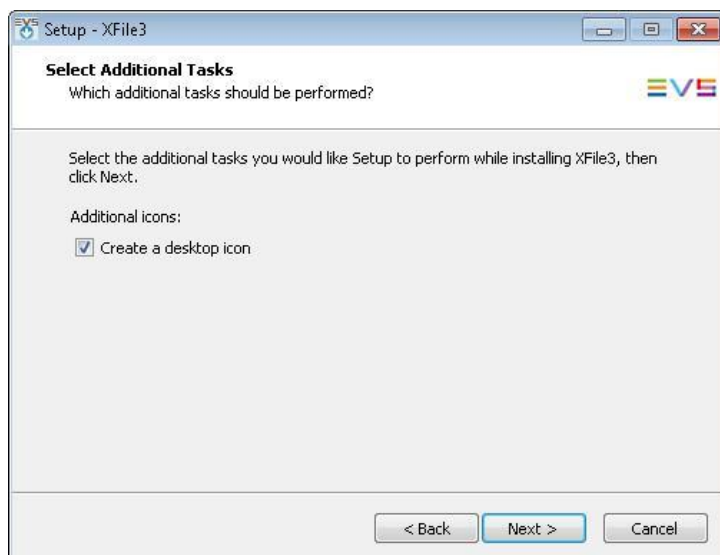 EVS Setup - XFile3
Select Additional Tasks
Which additional tasks should be performed?
EVS
Select the additional tasks you would like Setup to perform while installing XFile3, then
click Next.
Additional icons:
Create a desktop icon
< Back Next > Cancel